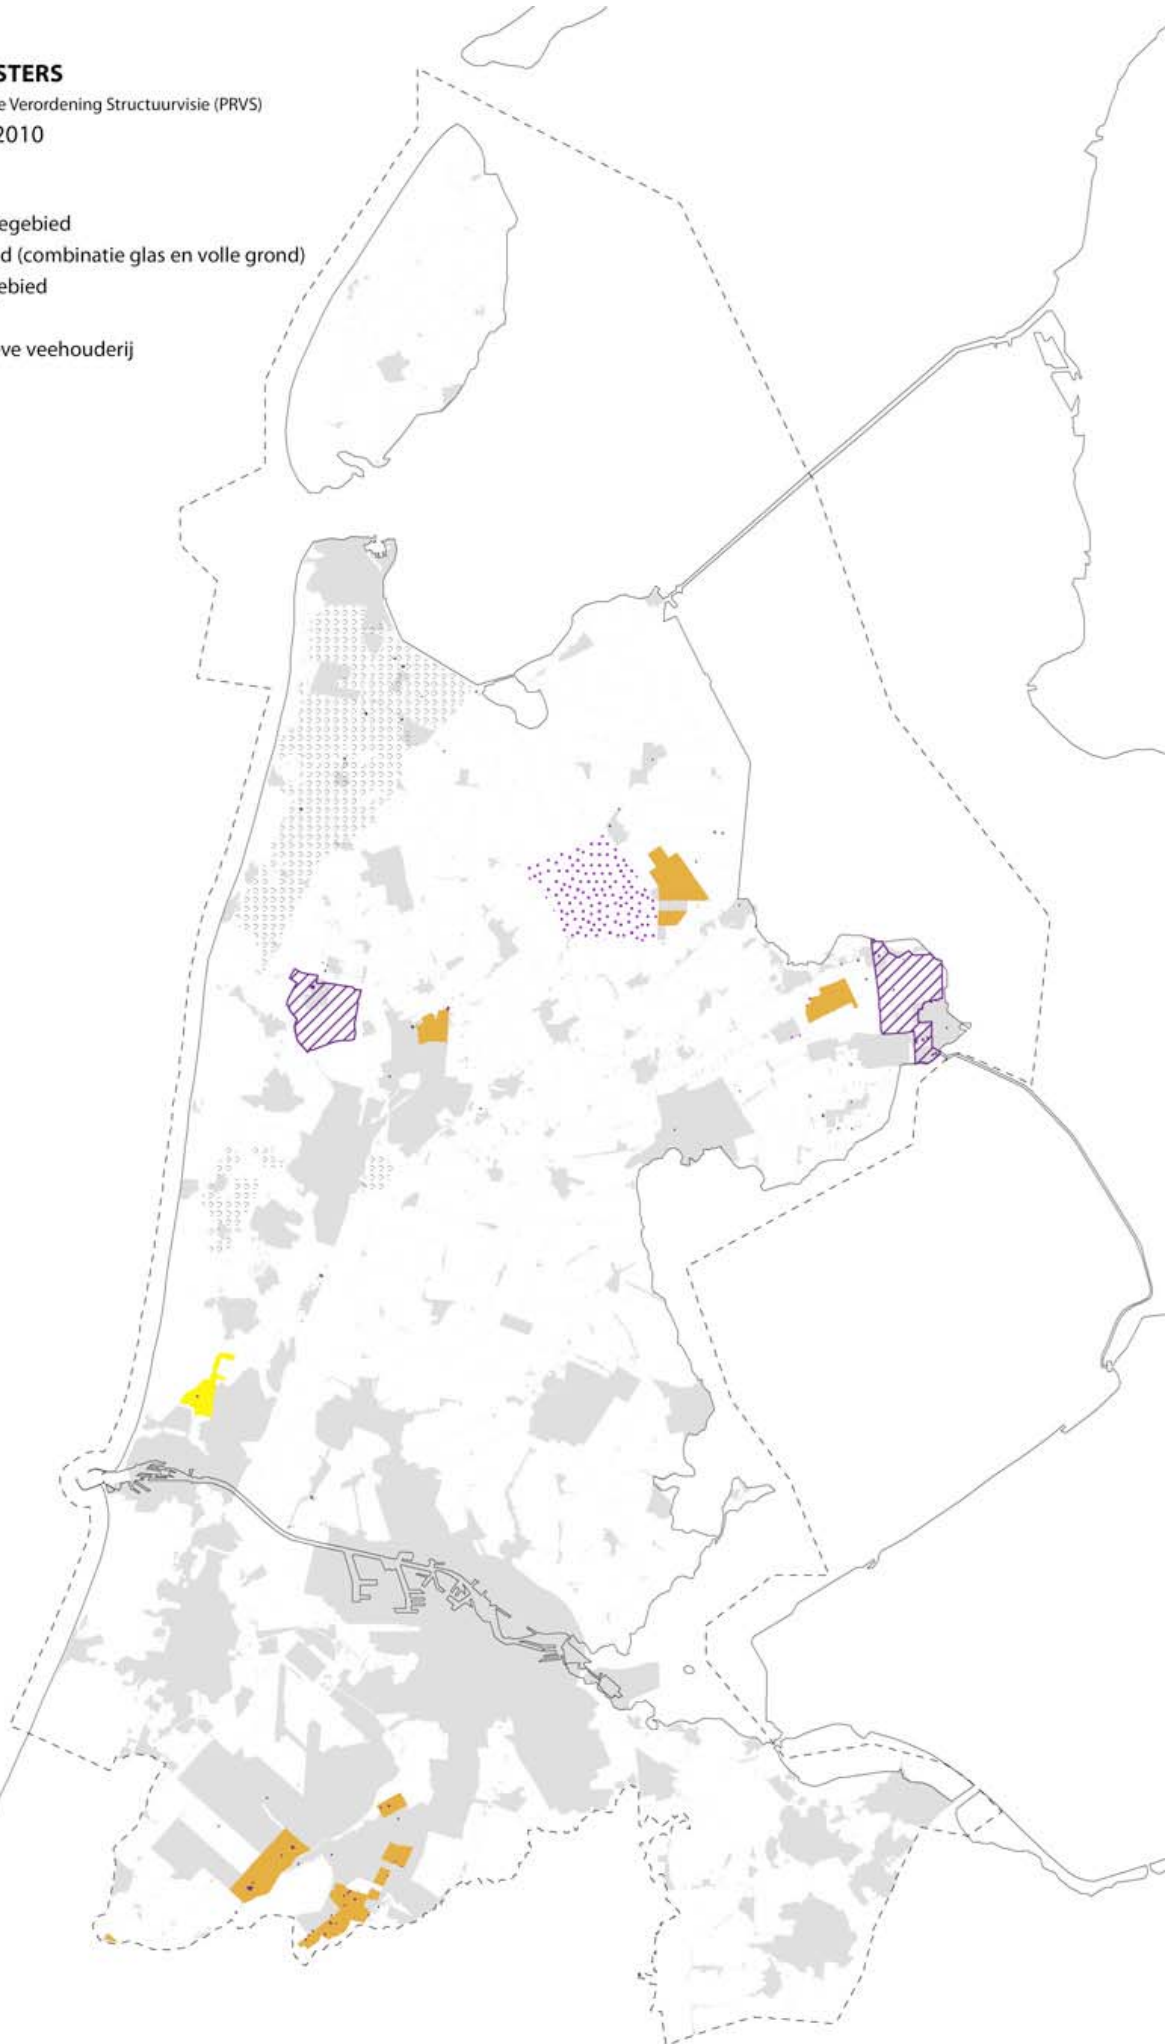 STERS
e Verordening Structuurvisie (PRVS)
2010
egebied
d (combinatie glas en volle grond)
ebied
ve veehouderij